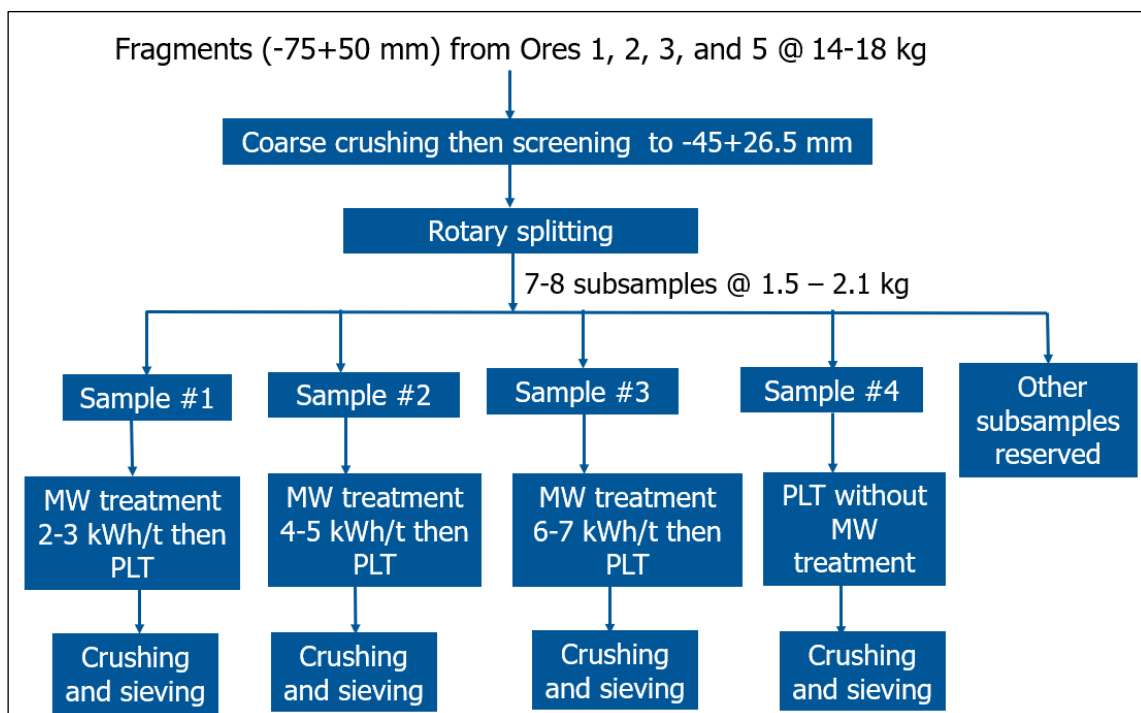 Fragments (-75+50 mm) from Ores 1, 2, 3, and 5 @ 14-18 kg
Coarse crushing then screening to -45+26.5 mm
Rotary splitting
7-8 subsamples @ 1.5 – 2.1 kg
Sample #1
Sample #2
Sample #3
Sample #4
Other
subsamples
reserved
MW treatment
2-3 kWh/t then
PLT
MW treatment
4-5 kWh/t then
PLT
MW treatment
6-7 kWh/t then
PLT
PLT without
MW
treatment
Crushing
and sieving
Crushing
and sieving
Crushing
and sieving
Crushing
and sieving